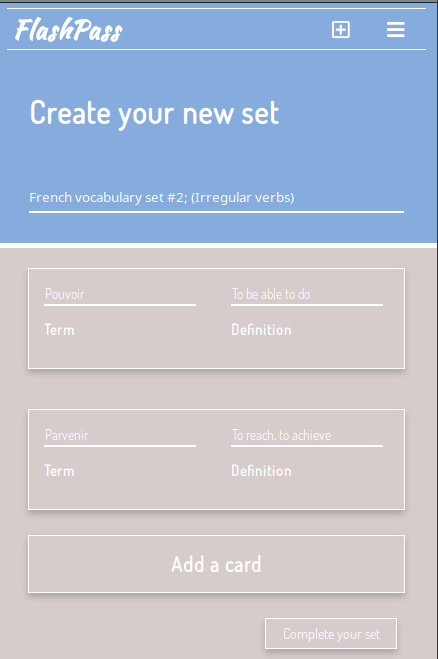 FlashPass
Create your new set
French vocabulary set #2; (Irregular verbs)
Pouvoir To be able to do
Term Definition
Parvenir To reach, to achieve
Term Definition
Add a card
Complete your set